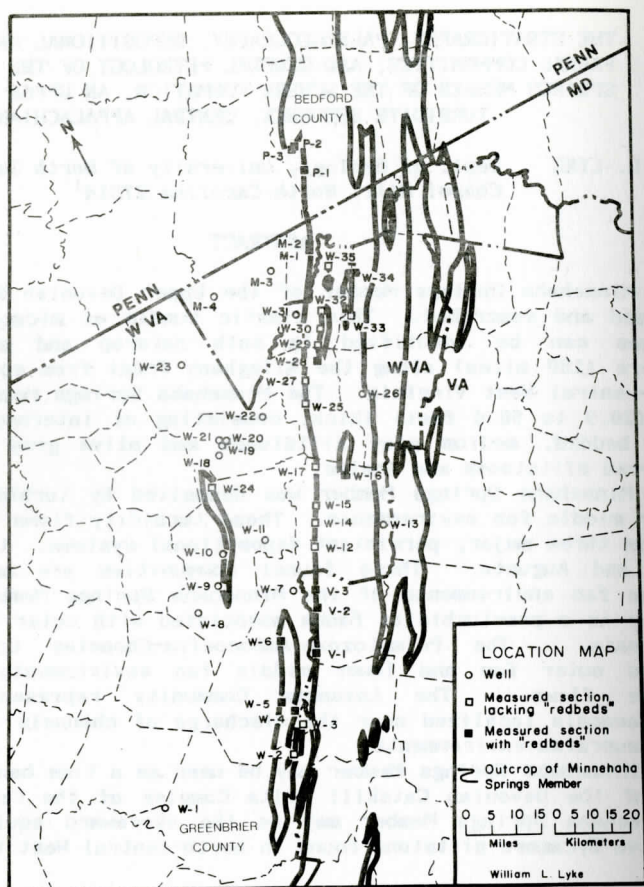 BEDFORD
COUNTY
PENN
MD
N
P-2
P-1
M-2
M-1
W-35
M-3
M-4
W-34
W-32
W-31
W-30
W-33
PENN
W VA
W-29
W-28
W-23
W-27
W-26
W. VA
VA
W-25
W-22
W-21
W-20
W-19
W-18
W-17
W-16
W-24
W-15
W-14
W-13
W-11
W-12
W-10
W-9
V-3
V-2
W-8
W-6
W-5
W-2
GREENBRIER
COUNTY
LOCATION MAP
Well
Measured section
lacking "redbeds"
Measured section
with "redbeds"
Outcrop of Minnehaha
Springs Member
0 5 10 15 0 5 10 15 20
Miles Kilometers
William L. Lyke